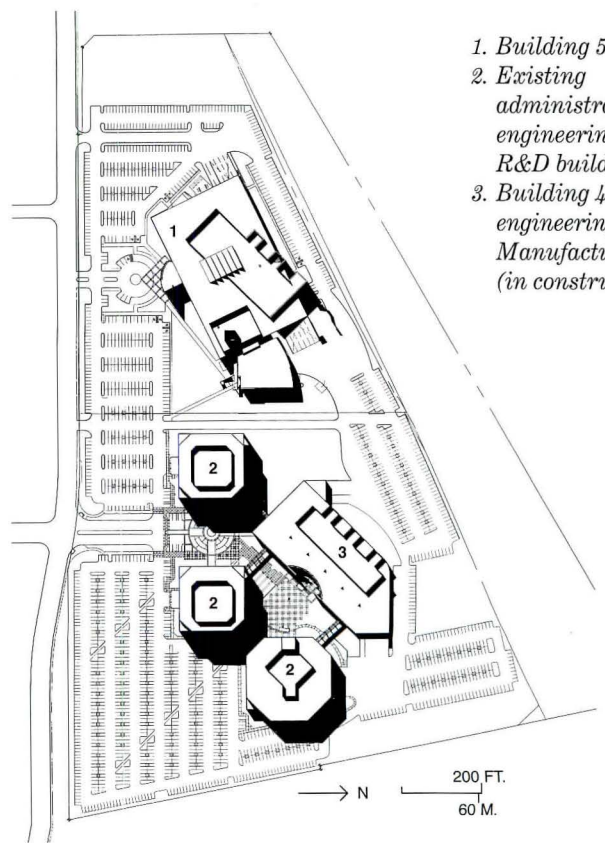 1. Building 5
2. Existing
engineerin
R&D build
3. Building 4
engineerin
Manufactu
(in constru
1
2
3
2
2
200 FT.
N
60 M.